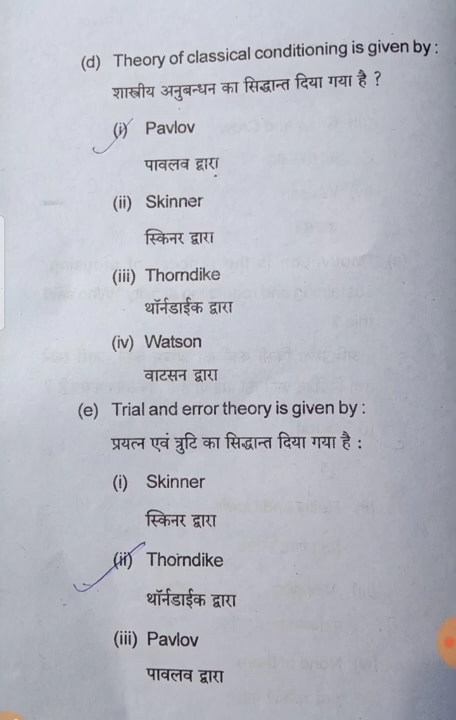 (d) Theory of classical conditioning is given by :
शास्त्रीय अनुबन्धन का सिद्धान्त दिया गया है ?
(i) Pavlov
पावलव द्वारा
(ii) Skinner
स्किनर द्वारा
(iii) Thorndike
थॉर्नडाईक द्वारा
(iv) Watson
वाटसन द्वारा
(e) Trial and error theory is given by :
प्रयत्न एवं त्रुटि का सिद्धान्त दिया गया है :
(i) Skinner
स्किनर द्वारा
(ii) Thorndike
थॉर्नडाईक द्वारा
(iii) Pavlov
पावलव द्वारा